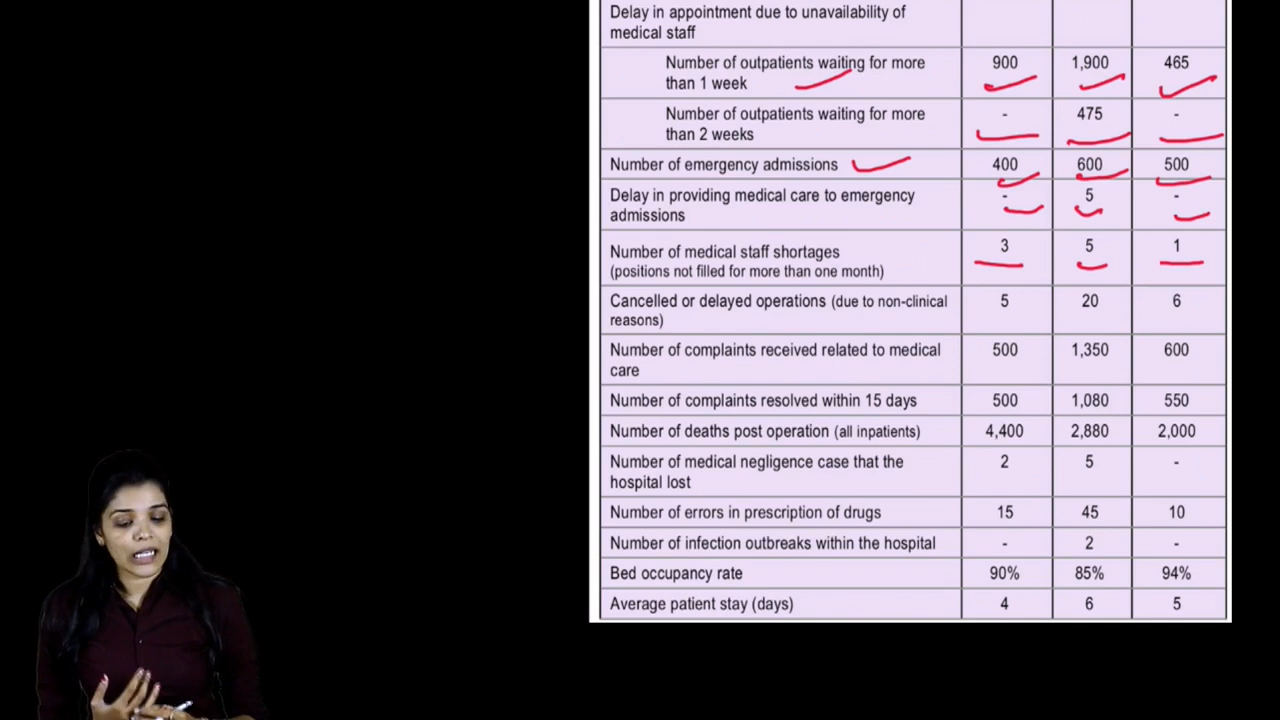 Delay in appointment due to unavailability of
medical staff
Number of outpatients waiting for more 900 1,900 465
than 1 week
Number of outpatients waiting for more - 475 -
than 2 weeks
Number of emergency admissions 400 600 500
Delay in providing medical care to emergency - 5 -
admissions
Number of medical staff shortages 3 5 1
(positions not filled for more than one month)
Cancelled or delayed operations (due to non-clinical 5 20 6
reasons)
Number of complaints received related to medical 500 1,350 600
care
Number of complaints resolved within 15 days 500 1,080 550
Number of deaths post operation (all inpatients) 4,400 2,880 2,000
Number of medical negligence case that the 2 5 -
hospital lost
Number of errors in prescription of drugs 15 45 10
Number of infection outbreaks within the hospital - 2 -
Bed occupancy rate 90% 85% 94%
Average patient stay (days) 4 6 5